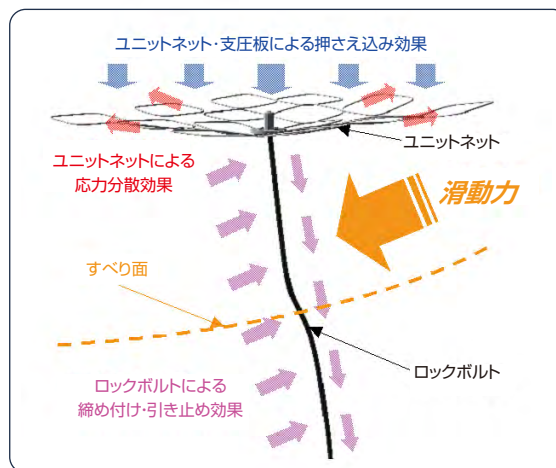 ユニットネット・支圧板による押さえ込み効果
ユニットネット
ユニットネットによる
応力分散効果
滑動力
すべり面
ロックボルト
ロックボルトによる
締め付け・引き止め効果